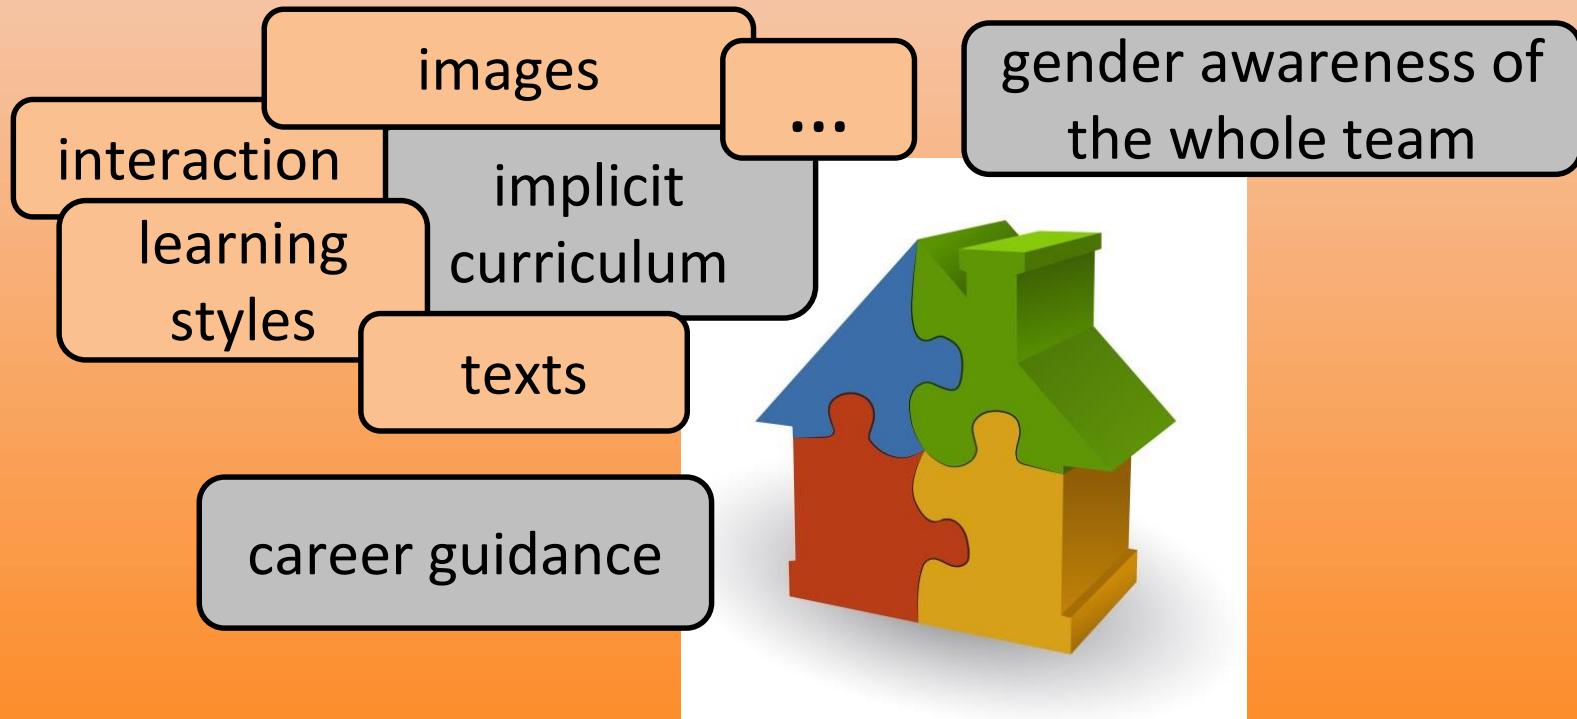 images
...
gender awareness of
the whole team
interaction
implicit
curriculum
learning
styles
texts
career guidance